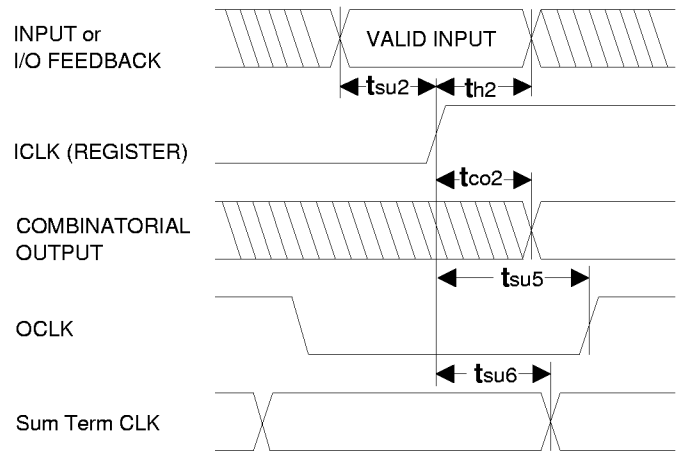 INPUT or
I/O FEEDBACK
VALID INPUT
tsu2
th2
ICLK (REGISTER)
tco2
COMBINATORIAL
OUTPUT
tsu5
OCLK
tsu6
Sum Term CLK